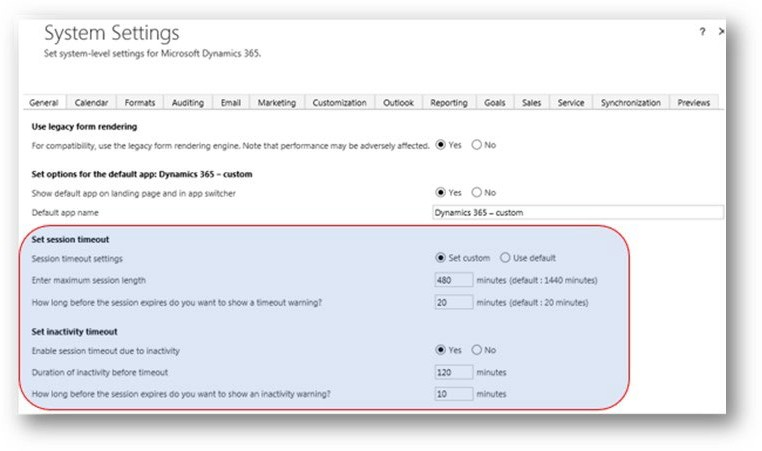 System Settings
? ×
Set system-level settings for Microsoft Dynamics 365.
General Calendar Formats Auditing Email Marketing Customization Outlook Reporting Goals Sales Service Synchronization Previews
Use legacy form rendering
For compatibility, use the legacy form rendering engine. Note that performance may be adversely affected. Yes No
Set options for the default app: Dynamics 365 – custom
Show default app on landing page and in app switcher Yes No
Default app name Dynamics 365 – custom
Set session timeout
Session timeout settings Set custom Use default
Enter maximum session length 480 minutes (default : 1440 minutes)
How long before the session expires do you want to show a timeout warning? 20 minutes (default : 20 minutes)
Set inactivity timeout
Enable session timeout due to inactivity Yes No
Duration of inactivity before timeout 120 minutes
How long before the session expires do you want to show an inactivity warning? 10 minutes